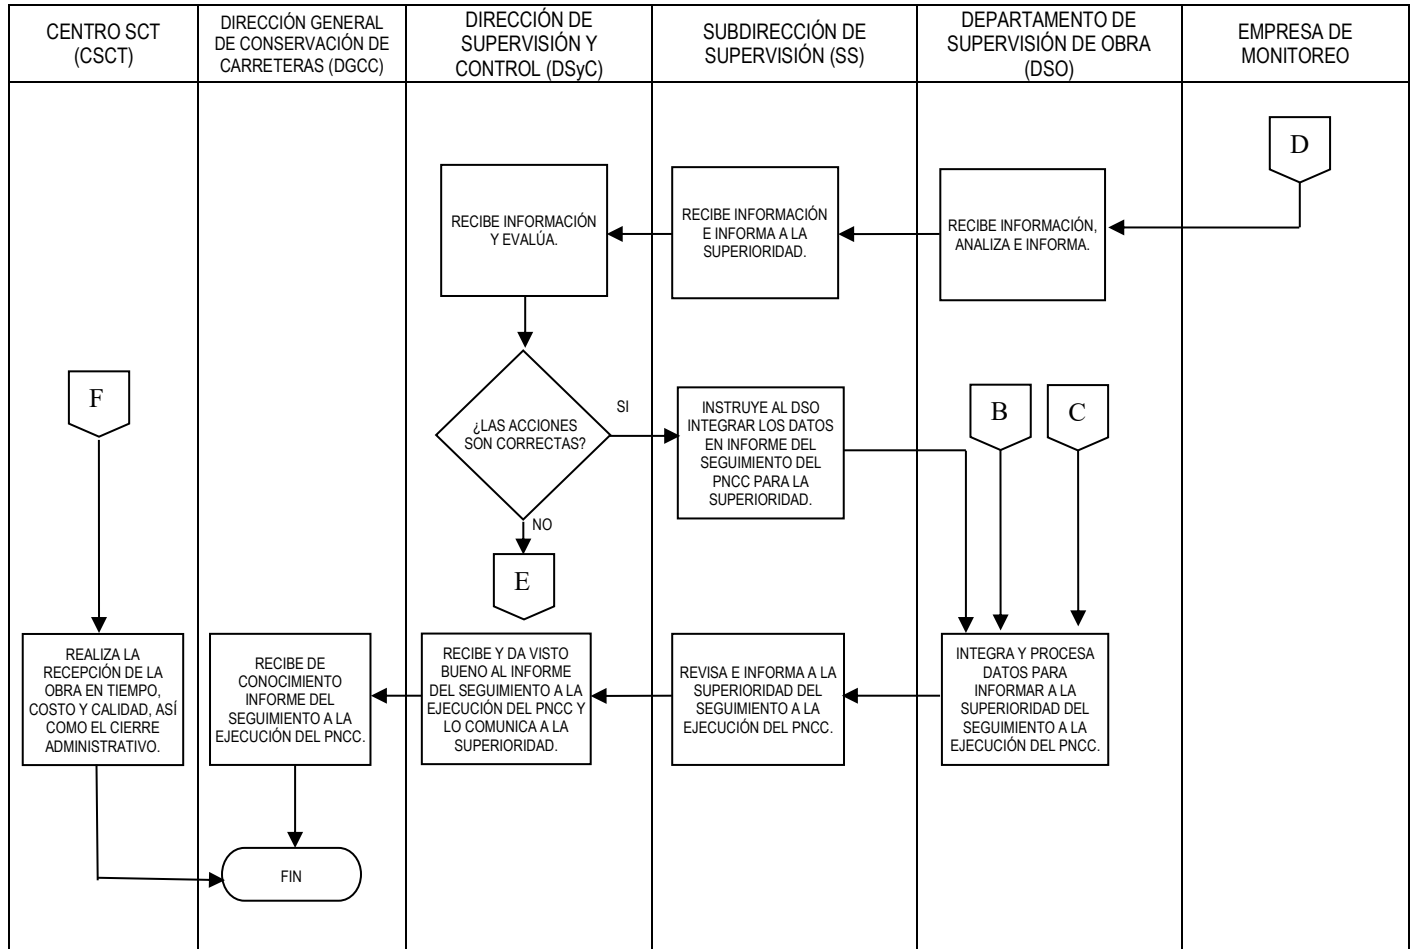 CENTRO SCT
(CSCT)
DIRECCIÓN GENERAL
DE CONSERVACIÓN DE
CARRETERAS (DGCC)
DIRECCIÓN DE
SUPERVISIÓN Y
CONTROL (DSyC)
SUBDIRECCIÓN DE
SUPERVISIÓN (SS)
DEPARTAMENTO DE
SUPERVISIÓN DE OBRA
(DSO)
EMPRESA DE
MONITOREO
D
RECIBE INFORMACIÓN
Y EVALÚA.
RECIBE INFORMACIÓN
E INFORMA A LA
SUPERIORIDAD.
RECIBE INFORMACIÓN,
ANALIZA E INFORMA.
F
¿LAS ACCIONES
SON CORRECTAS?
SI
INSTRUYE AL DSO
INTEGRAR LOS DATOS
EN INFORME DEL
SEGUIMIENTO DEL
PNCC PARA LA
SUPERIORIDAD.
B
C
NO
E
REALIZA LA
RECEPCIÓN DE LA
OBRA EN TIEMPO,
COSTO Y CALIDAD, ASÍ
COMO EL CIERRE
ADMINISTRATIVO.
RECIBE DE
CONOCIMIENTO
INFORME DEL
SEGUIMIENTO A LA
EJECUCIÓN DEL PNCC.
RECIBE Y DA VISTO
BUENO AL INFORME
DEL SEGUIMIENTO A LA
EJECUCIÓN DEL PNCC Y
LO COMUNICA A LA
SUPERIORIDAD.
REVISA E INFORMA A LA
SUPERIORIDAD DEL
SEGUIMIENTO A LA
EJECUCIÓN DEL PNCC.
INTEGRA Y PROCESA
DATOS PARA
INFORMAR A LA
SUPERIORIDAD DEL
SEGUIMIENTO A LA
EJECUCIÓN DEL PNCC.
FIN